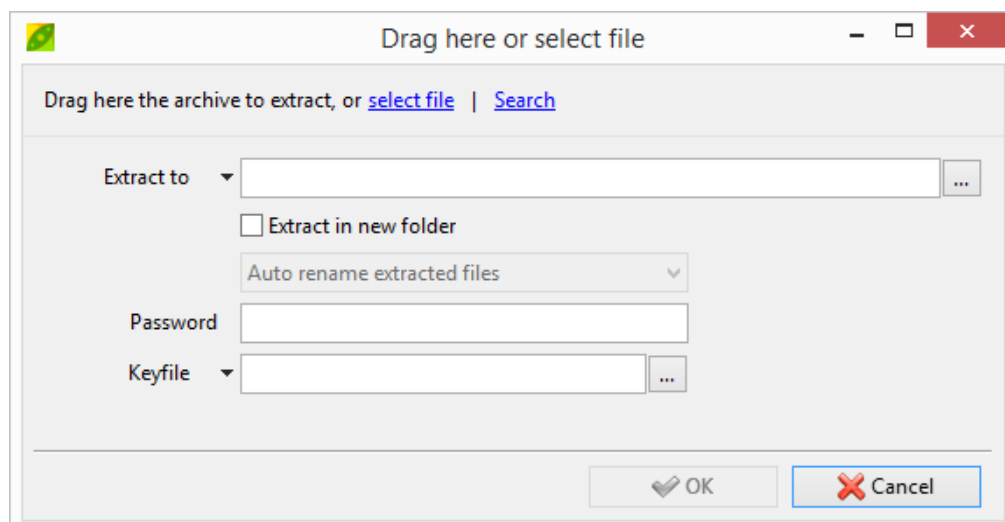 Drag here or select file
Drag here the archive to extract, or select file | Search
Extract to ...
Extract in new folder
Auto rename extracted files
Password
Keyfile ...
OK Cancel